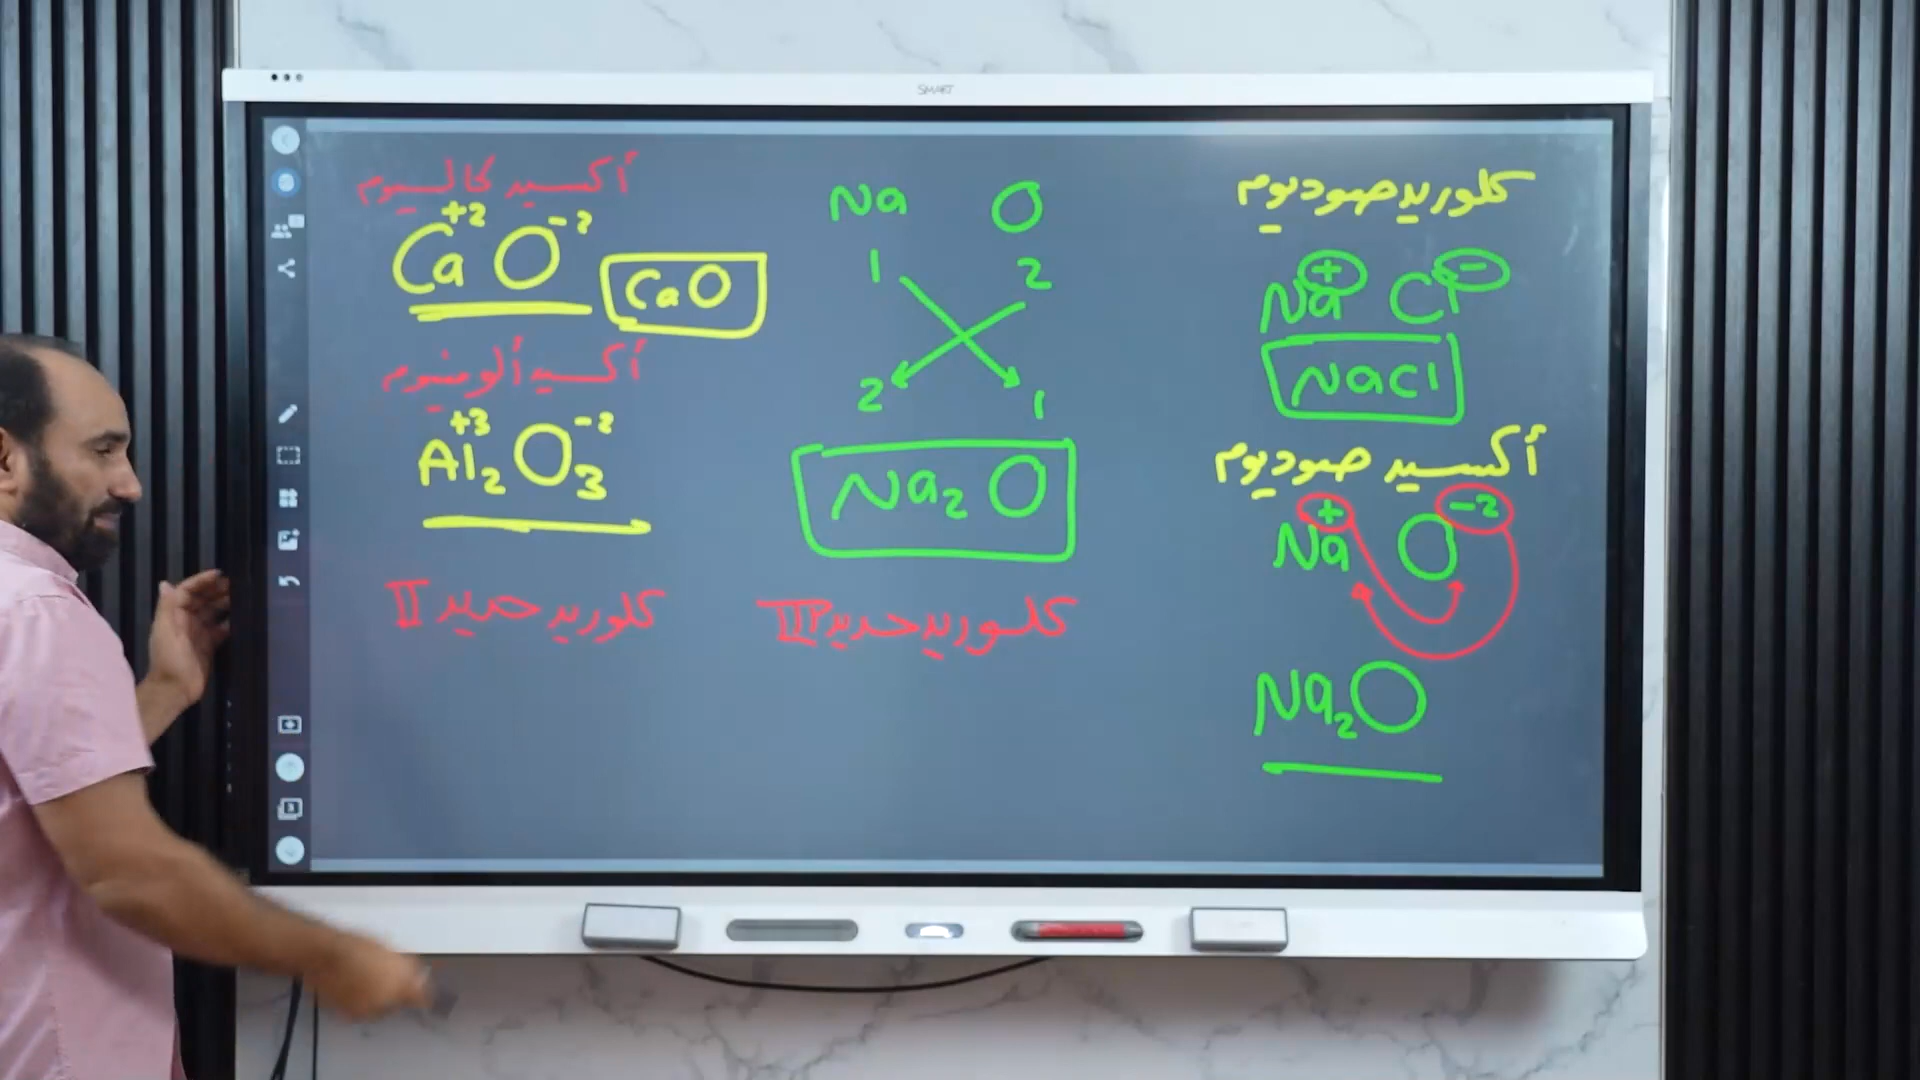 SMART
كلوريد صوديوم
Na+ Cl-
NaCl
أكسيد صوديوم
Na+ O-2
Na2O
Na O
1 2
2 1
Na2 O
كلوريد حديد III
أكسيد كالسيوم
Ca+2 O-2
CaO
أكسيد ألومنيوم
Al2+3 O3-2
كلوريد حديد II